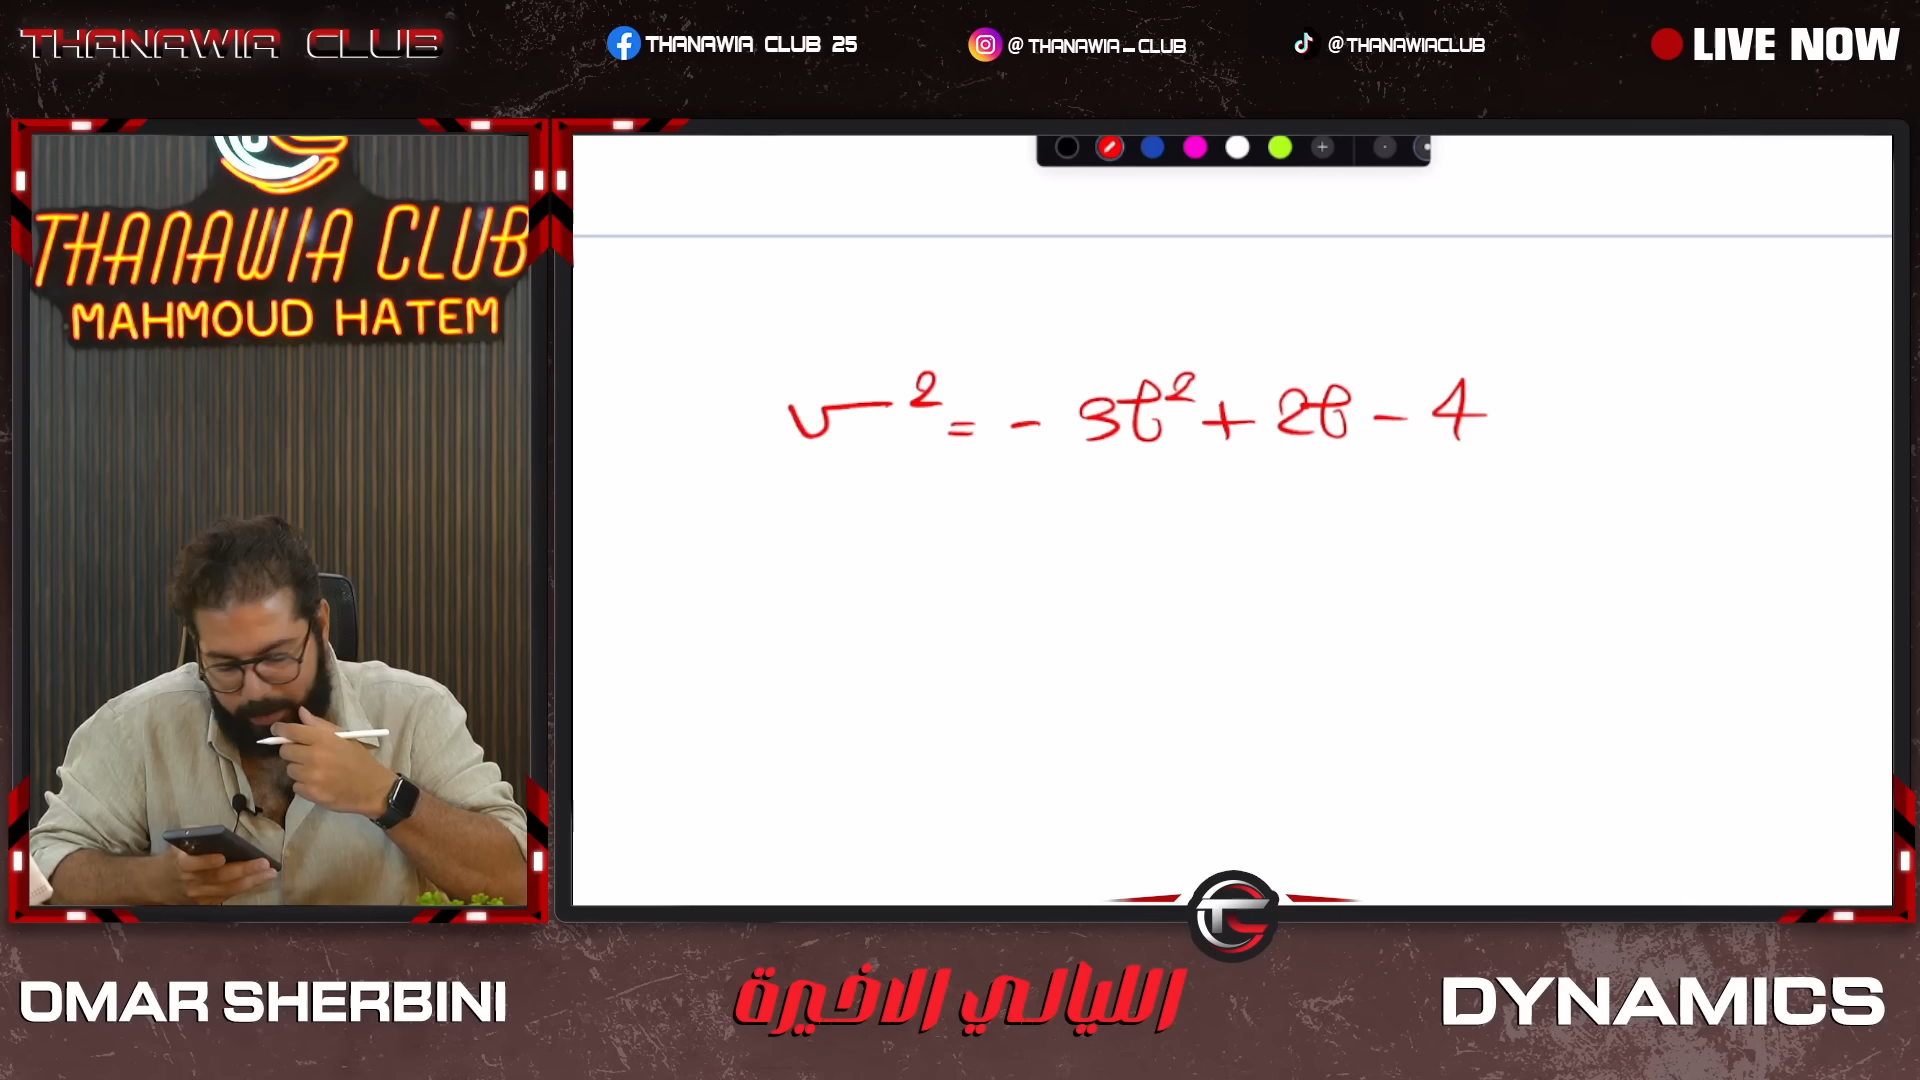 THANAWIA CLUB
THANAWIA CLUB 25
@ THANAWIA_CLUB
@THANAWIACLUB
LIVE NOW
THANAWIA CLUB
MAHMOUD HATEM
v² = - 3t² + 2t - 4
TC
OMAR SHERBINI
الليالي الاخيرة
DYNAMICS